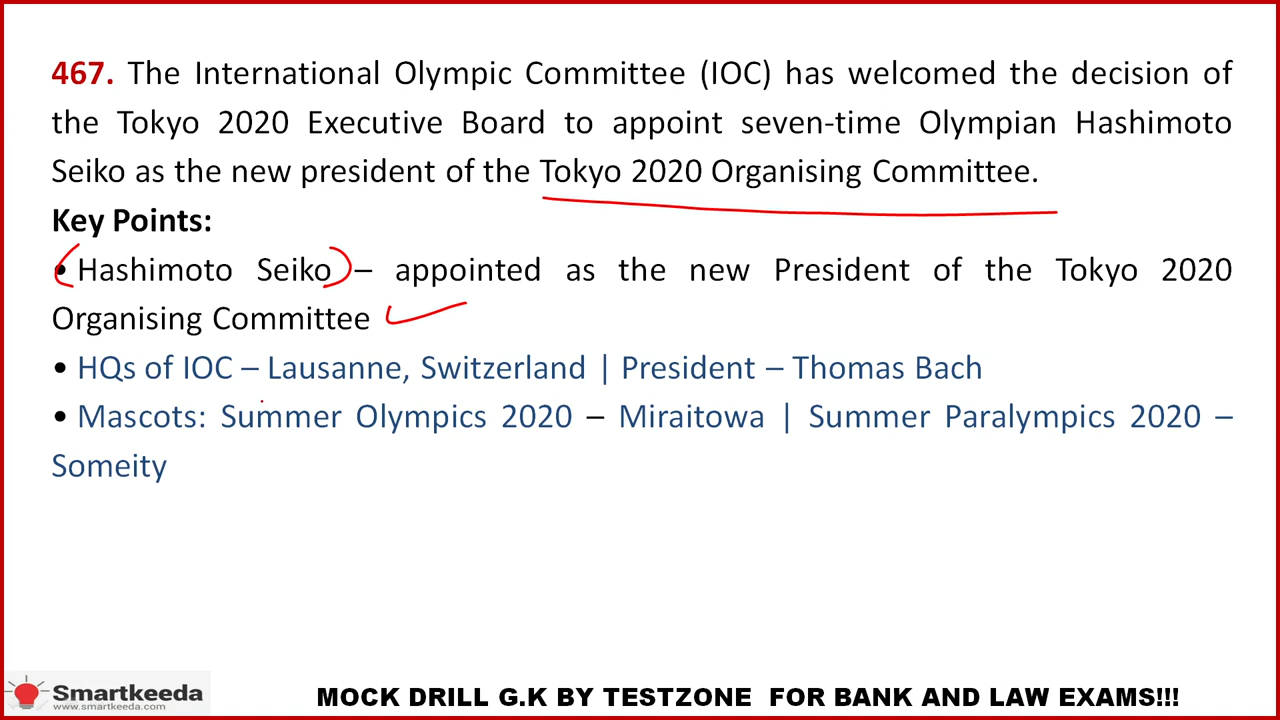 467. The International Olympic Committee (IOC) has welcomed the decision of
the Tokyo 2020 Executive Board to appoint seven-time Olympian Hashimoto
Seiko as the new president of the Tokyo 2020 Organising Committee.
Key Points:
• Hashimoto Seiko – appointed as the new President of the Tokyo 2020
Organising Committee
• HQs of IOC – Lausanne, Switzerland | President – Thomas Bach
• Mascots: Summer Olympics 2020 – Miraitowa | Summer Paralympics 2020 –
Someity
Smartkeeda
www.smartkeeda.com
MOCK DRILL G.K BY TESTZONE FOR BANK AND LAW EXAMS!!!